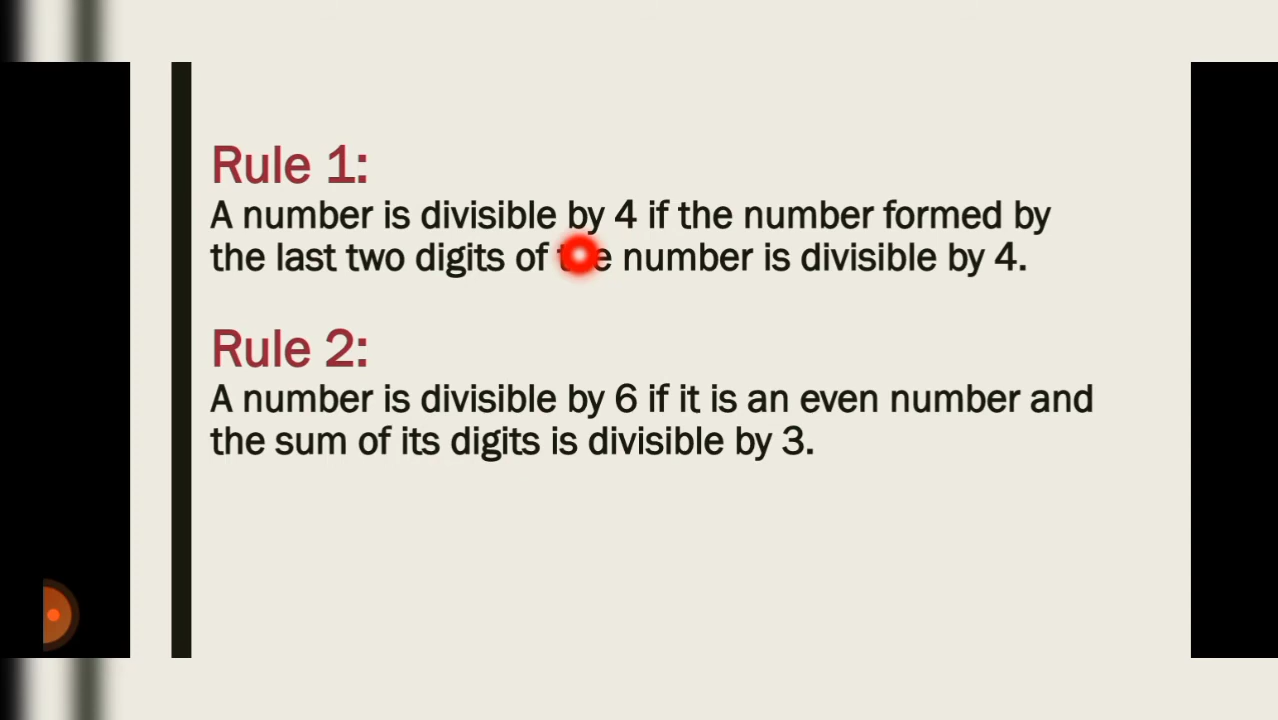 Rule 1:
A number is divisible by 4 if the number formed by
the last two digits of the number is divisible by 4.
Rule 2:
A number is divisible by 6 if it is an even number and
the sum of its digits is divisible by 3.